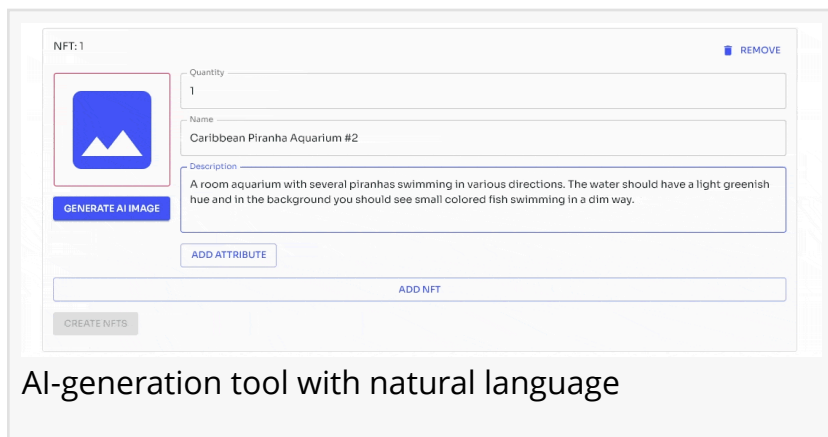 NFT: 1
REMOVE
Quantity
1
Name
Caribbean Piranha Aquarium #2
Description
A room aquarium with several piranhas swimming in various directions. The water should have a light greenish
hue and in the background you should see small colored fish swimming in a dim way.
GENERATE AI IMAGE
ADD ATTRIBUTE
ADD NFT
CREATE NFTS
AI-generation tool with natural language